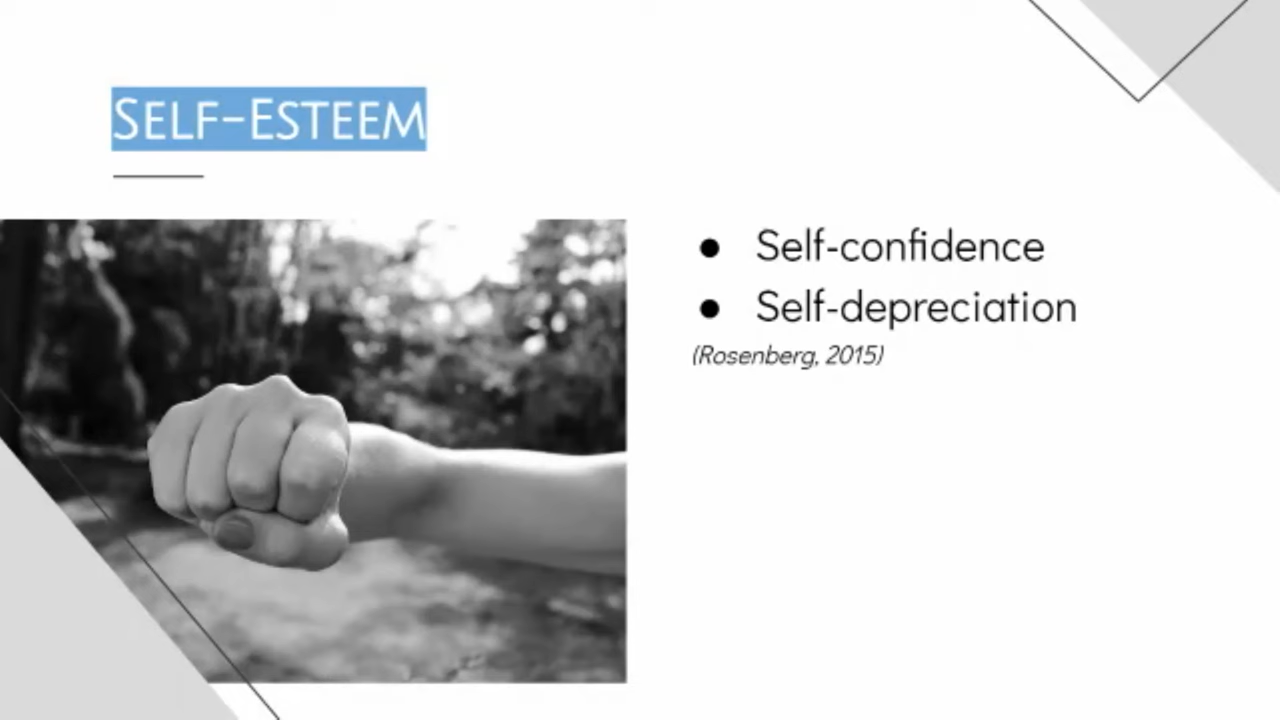 Self-Esteem
● Self-confidence
● Self-depreciation
(Rosenberg, 2015)